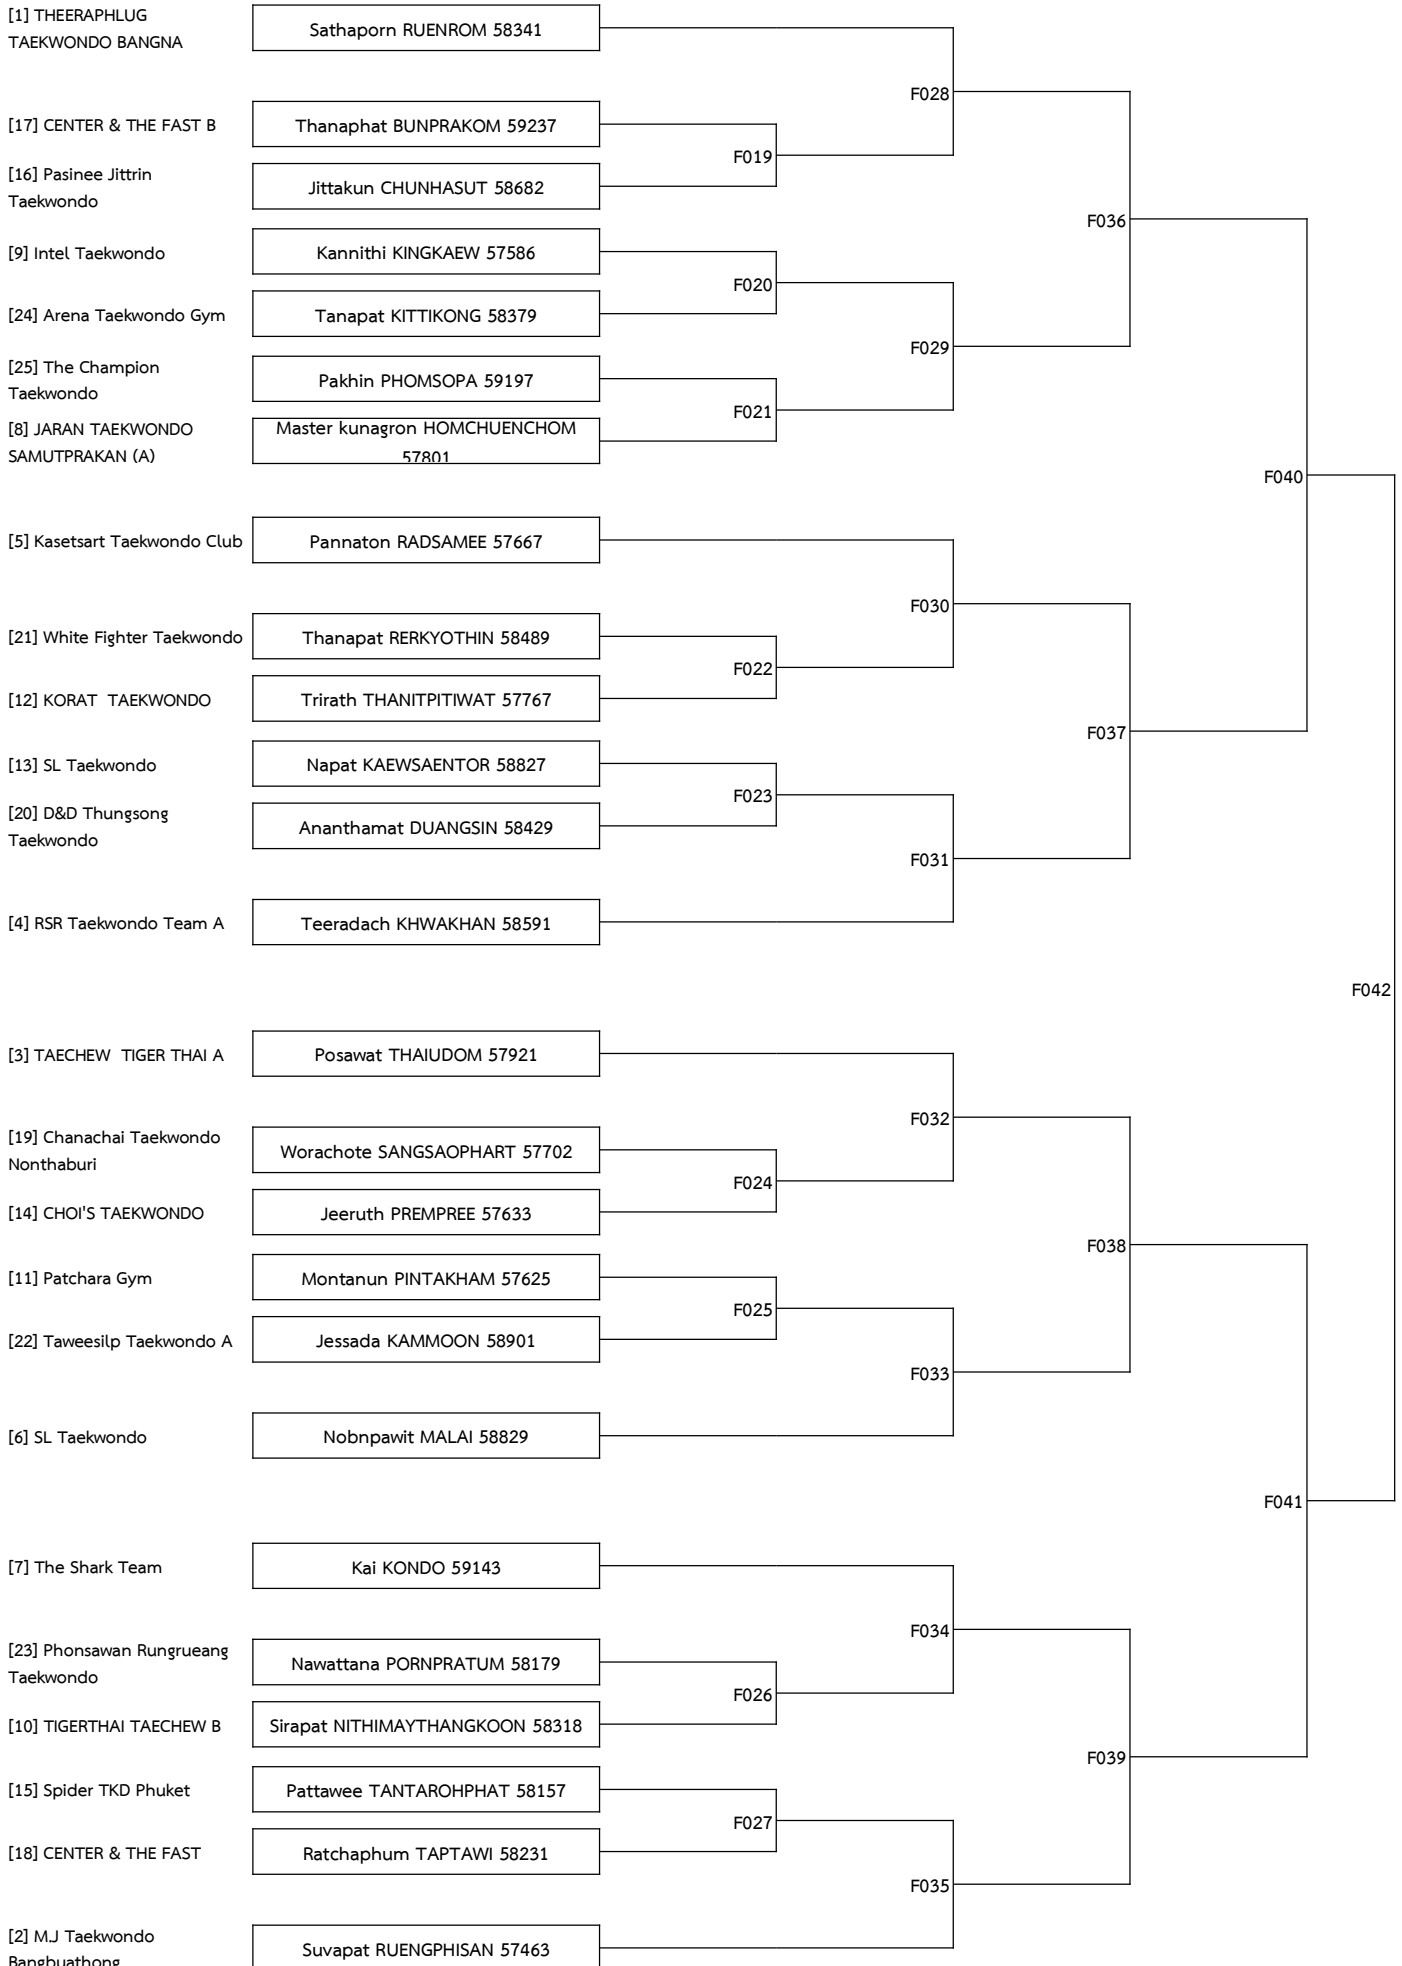 [1] THEERAPHLUG
TAEKWONDO BANGNA
Sathaporn RUENROM 58341
F028
[17] CENTER & THE FAST B
Thanaphat BUNPRAKOM 59237
F019
[16] Pasinee Jittrin
Taekwondo
Jittakun CHUNHASUT 58682
F036
[9] Intel Taekwondo
Kannithi KINGKAEW 57586
F020
[24] Arena Taekwondo Gym
Tanapat KITTIKONG 58379
F029
[25] The Champion
Taekwondo
Pakhin PHOMSOPA 59197
F021
[8] JARAN TAEKWONDO
SAMUTPRAKAN (A)
Master kunagron HOMCHUENCHOM
57801
F040
[5] Kasetsart Taekwondo Club
Pannaton RADSAMEE 57667
F030
[21] White Fighter Taekwondo
Thanapat RERKYOTHIN 58489
F022
[12] KORAT  TAEKWONDO
Trirath THANITPITIWAT 57767
F037
[13] SL Taekwondo
Napat KAEWSAENTOR 58827
F023
[20] D&D Thungsong
Taekwondo
Ananthamat DUANGSIN 58429
F031
[4] RSR Taekwondo Team A
Teeradach KHWAKHAN 58591
F042
[3] TAECHEW  TIGER THAI A
Posawat THAIUDOM 57921
F032
[19] Chanachai Taekwondo
Nonthaburi
Worachote SANGSAOPHART 57702
F024
[14] CHOI'S TAEKWONDO
Jeeruth PREMPREE 57633
F038
[11] Patchara Gym
Montanun PINTAKHAM 57625
F025
[22] Taweesilp Taekwondo A
Jessada KAMMOON 58901
F033
[6] SL Taekwondo
Nobnpawit MALAI 58829
F041
[7] The Shark Team
Kai KONDO 59143
F034
[23] Phonsawan Rungrueang
Taekwondo
Nawattana PORNPRATUM 58179
F026
[10] TIGERTHAI TAECHEW B
Sirapat NITHIMAYTHANGKOON 58318
F039
[15] Spider TKD Phuket
Pattawee TANTAROHPHAT 58157
F027
[18] CENTER & THE FAST
Ratchaphum TAPTAWI 58231
F035
[2] M.J Taekwondo
Bangbuathong
Suvapat RUENGPHISAN 57463